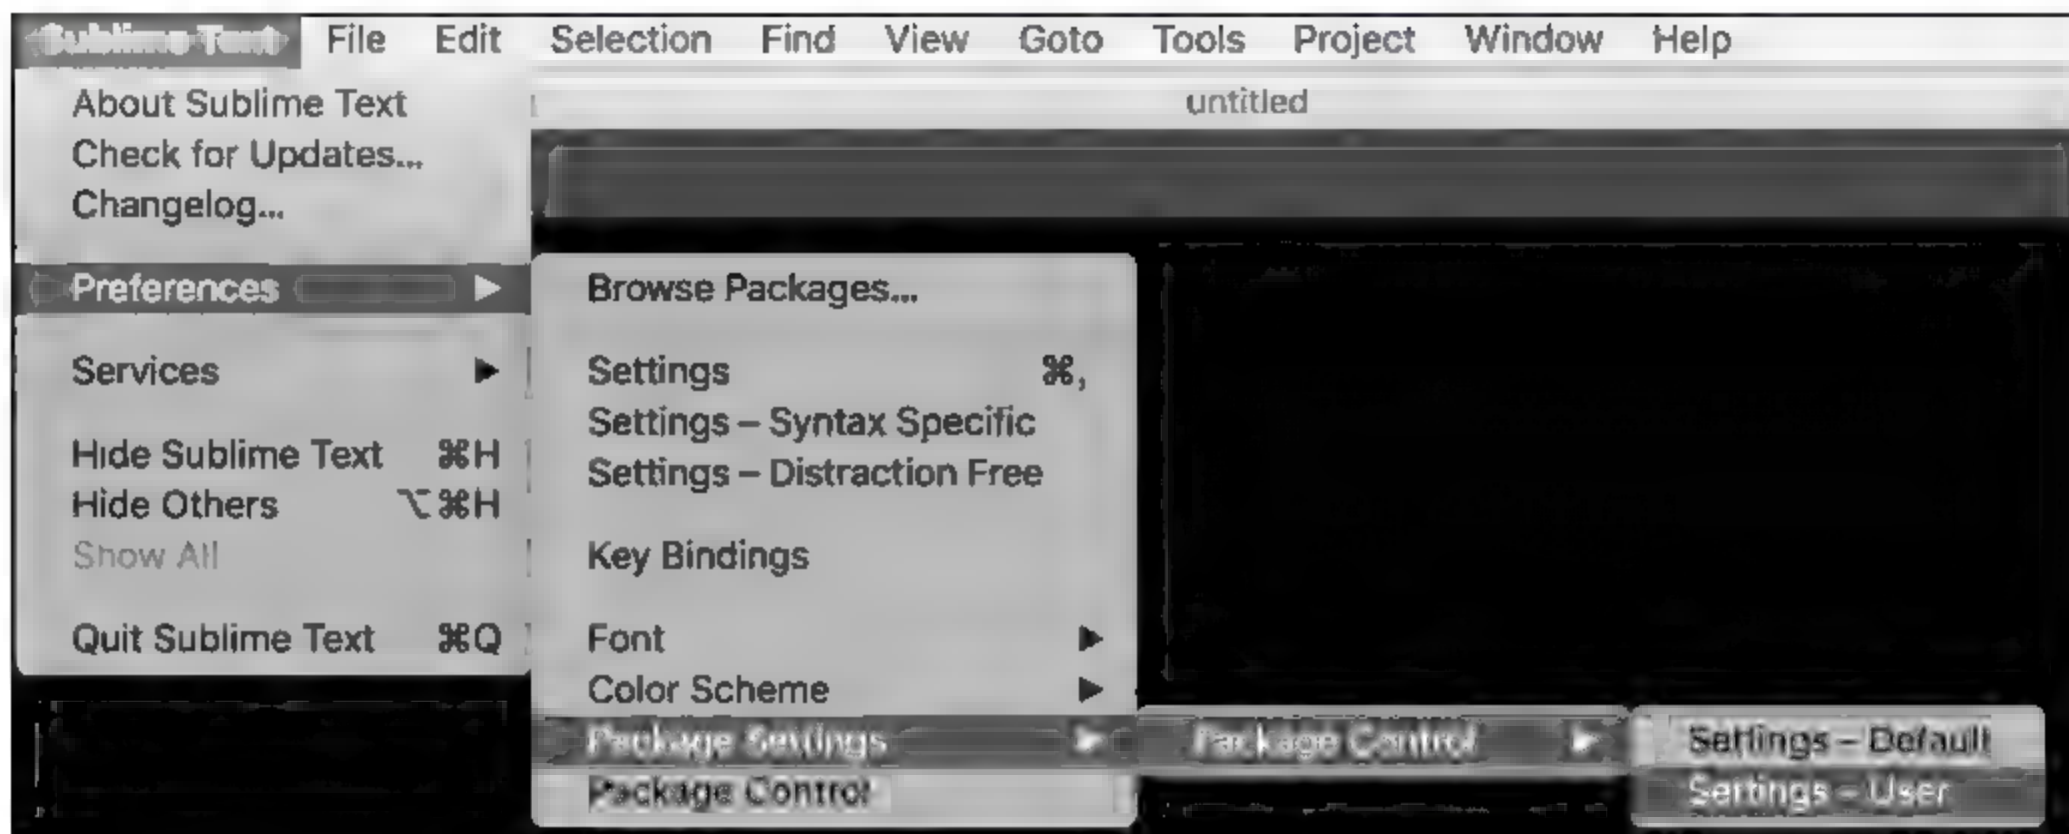 Sublime Text File Edit Selection Find View Goto Tools Project Window Help
untitled
About Sublime Text
Check for Updates...
Changelog...
Preferences
Services
Hide Sublime Text ⌘H
Hide Others ⌥⌘H
Show All
Quit Sublime Text ⌘Q
Browse Packages...
Settings ⌘,
Settings – Syntax Specific
Settings – Distraction Free
Key Bindings
Font
Color Scheme
Package Settings
Package Control
Package Control
Settings – Default
Settings – User